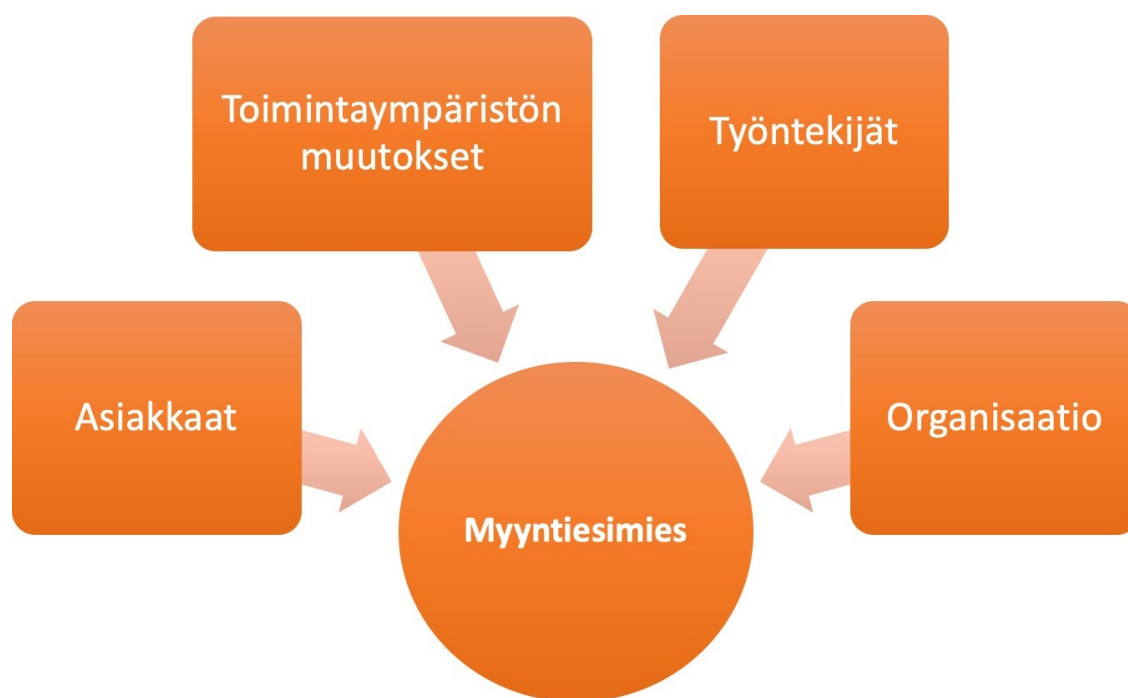 Toimintaympäristön
muutokset
Työntekijät
Asiakkaat
Organisaatio
Myyntiesimies